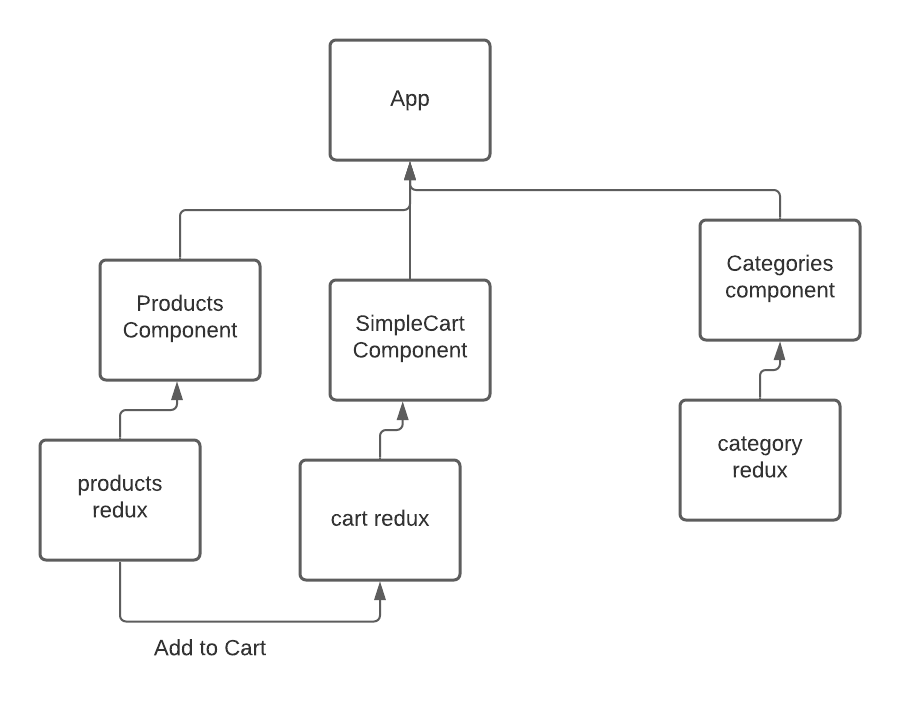 App
Products
Component
SimpleCart
Component
Categories
component
products
redux
cart redux
category
redux
Add to Cart